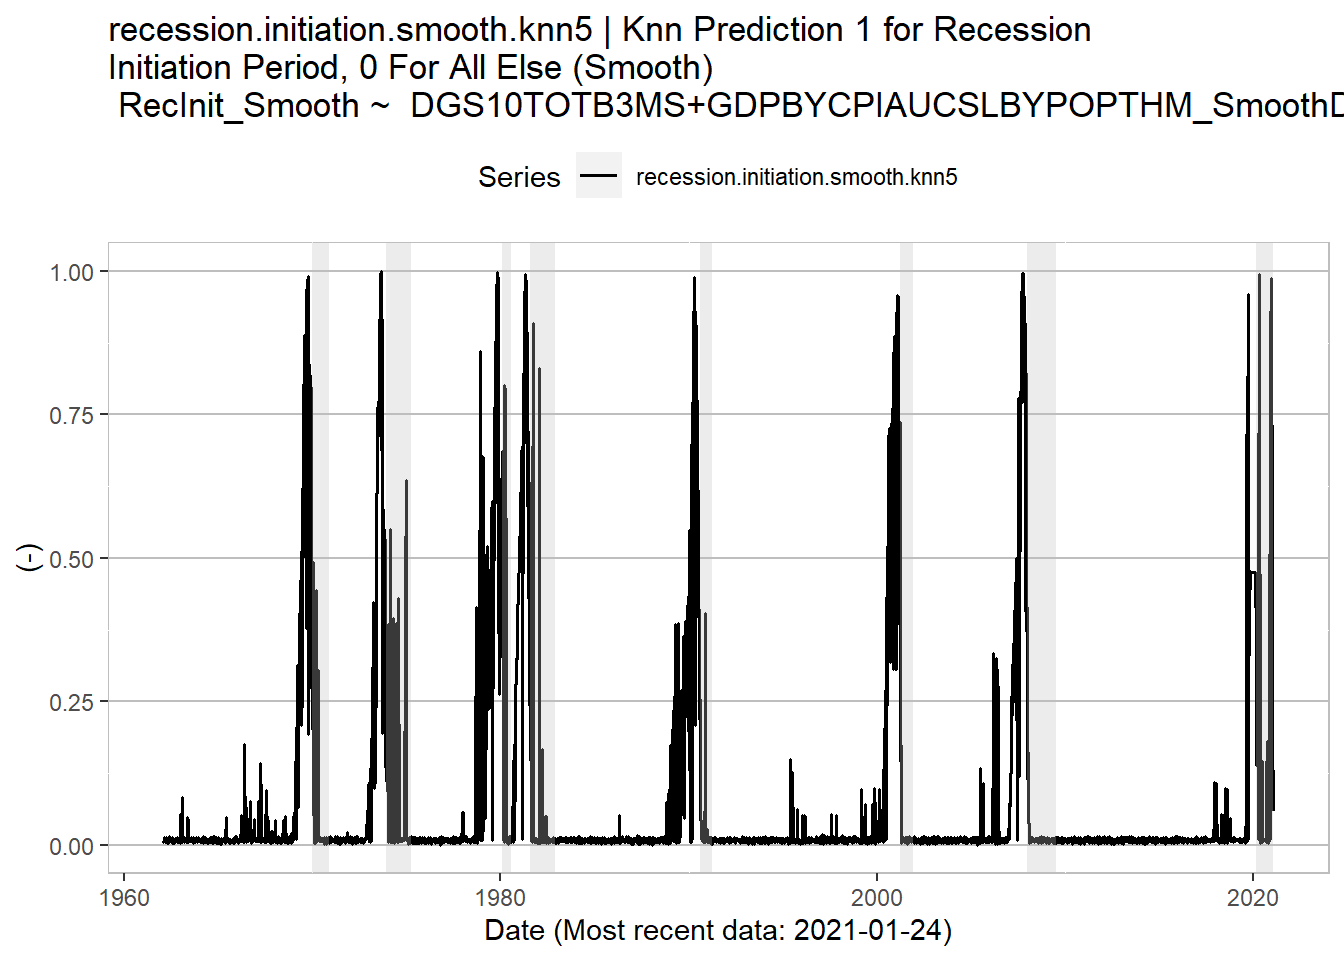 recession.initiation.smooth.knn5 | Knn Prediction 1 for Recession
Initiation Period, 0 For All Else (Smooth)
RecInit_Smooth ~  DGS10TOTB3MS+GDPBYCPIAUCSLBYPOPTHM_SmoothD
Series recession.initiation.smooth.knn5
1.00
0.75
0.50
0.25
0.00
(-)
1960 1980 2000 2020
Date (Most recent data: 2021-01-24)